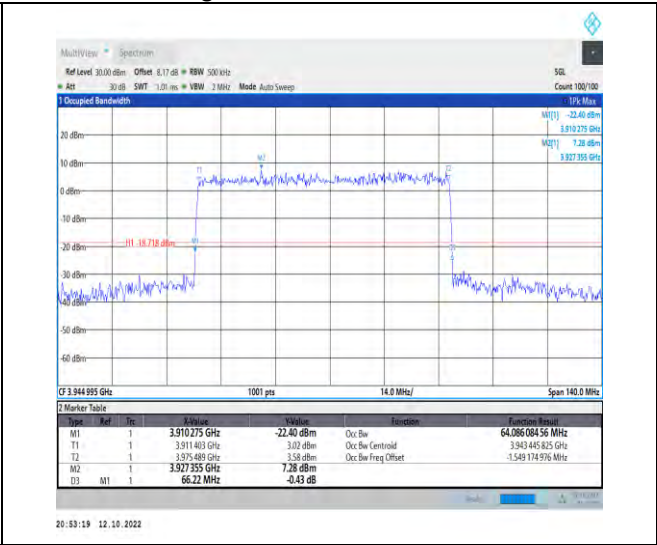 MultiView Spectrum
Ref Level 30.00 dBm Offset 8.17 dB RBW 500 kHz SGL
Att 30 dB SWT 1.01 ms VBW 2 MHz Mode Auto Sweep Count 100/100
1 Occupied Bandwidth 1Pk Max
M1[1] -22.40 dBm
3.910 275 GHz
M2[1] 7.28 dBm
3.927 355 GHz
20 dBm
M2
T1 T2
10 dBm
0 dBm
-10 dBm
H1 -18.718 dBm M1
-20 dBm
D3
-30 dBm
-40 dBm
-50 dBm
-60 dBm
CF 3.944 995 GHz 1001 pts 14.0 MHz/ Span 140.0 MHz
2 Marker Table
Type Ref Trc X-Value Y-Value Function Function Result
M1 1 3.910 275 GHz -22.40 dBm Occ Bw 64.086 084 56 MHz
T1 1 3.911 403 GHz 3.02 dBm Occ Bw Centroid 3.943 445 825 GHz
T2 1 3.975 489 GHz 3.58 dBm Occ Bw Freq Offset -1.549 174 976 MHz
M2 1 3.927 355 GHz 7.28 dBm
D3 M1 1 66.22 MHz -0.43 dB
20:53:19 12.10.2022